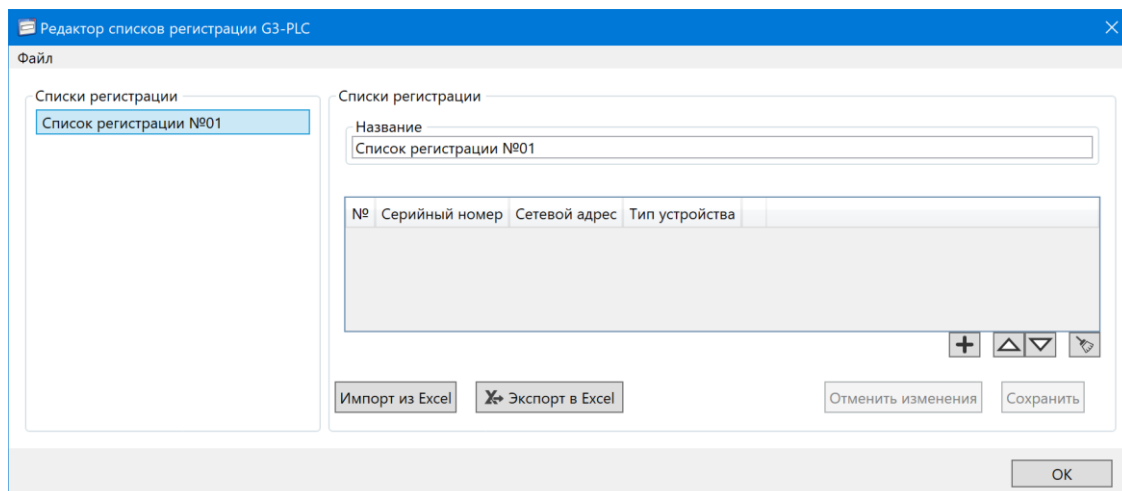 Редактор списков регистрации G3-PLC
Файл
Списки регистрации
Список регистрации №01
Списки регистрации
Название
Список регистрации №01
№ Серийный номер Сетевой адрес Тип устройства
Импорт из Excel Экспорт в Excel Отменить изменения Сохранить
OK